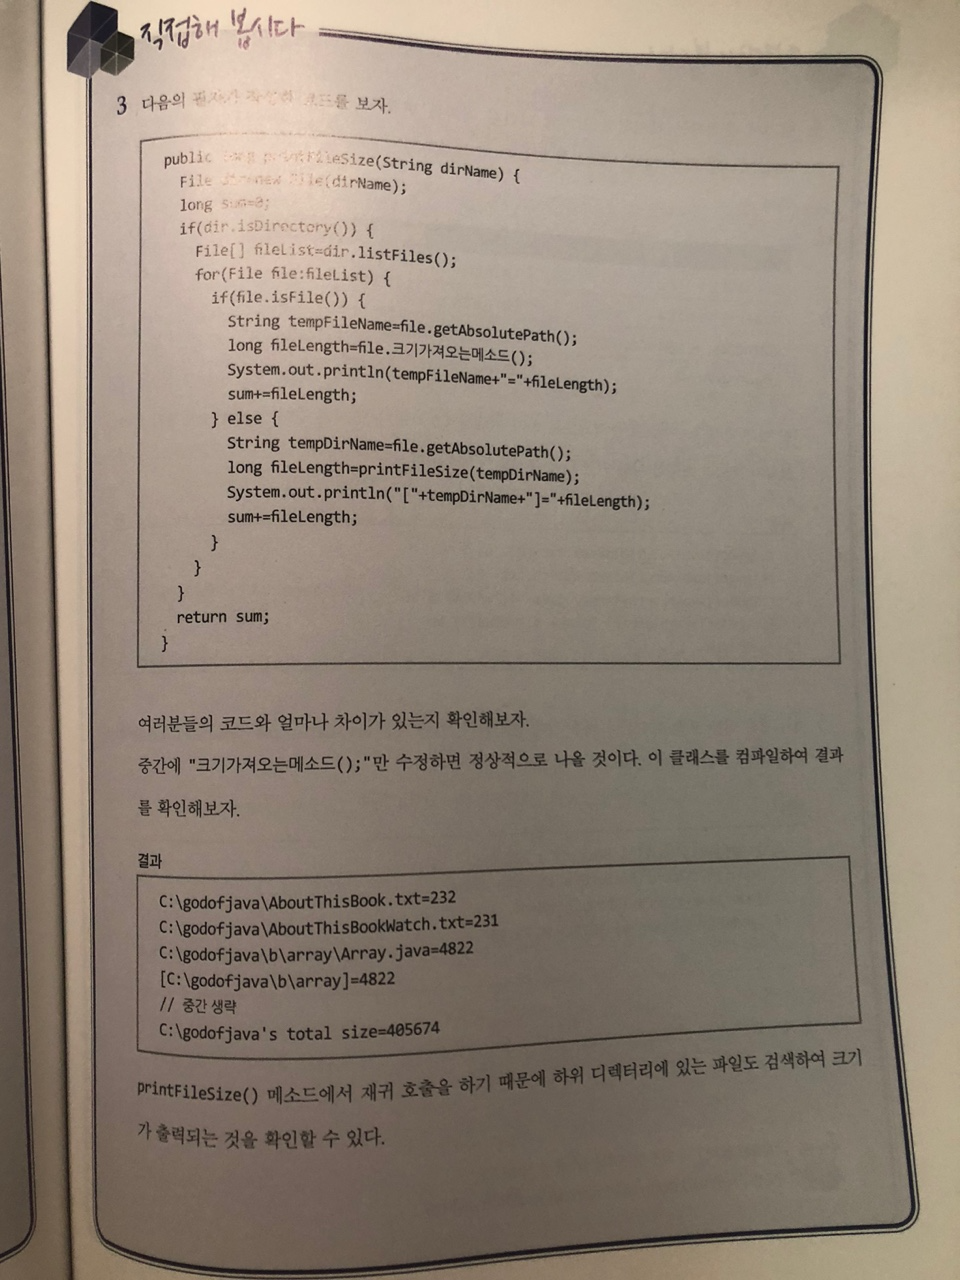 직접해 봅시다
3 다음의 필자가 작성한 코드를 보자.
public long printFileSize(String dirName) {
File dir=new File(dirName);
long sum=0;
if(dir.isDirectory()) {
File[] fileList=dir.listFiles();
for(File file:fileList) {
if(file.isFile()) {
String tempFileName=file.getAbsolutePath();
long fileLength=file.크기가져오는메소드();
System.out.println(tempFileName+"="+fileLength);
sum+=fileLength;
} else {
String tempDirName=file.getAbsolutePath();
long fileLength=printFileSize(tempDirName);
System.out.println("["+tempDirName+"]="+fileLength);
sum+=fileLength;
}
}
}
return sum;
}
여러분들의 코드와 얼마나 차이가 있는지 확인해보자.
중간에 "크기가져오는메소드();"만 수정하면 정상적으로 나올 것이다. 이 클래스를 컴파일하여 결과
를 확인해보자.
결과
C:\godofjava\AboutThisBook.txt=232
C:\godofjava\AboutThisBookWatch.txt=231
C:\godofjava\b\array\Array.java=4822
[C:\godofjava\b\array]=4822
// 중간 생략
C:\godofjava's total size=405674
printFileSize() 메소드에서 재귀 호출을 하기 때문에 하위 디렉터리에 있는 파일도 검색하여 크기
가 출력되는 것을 확인할 수 있다.